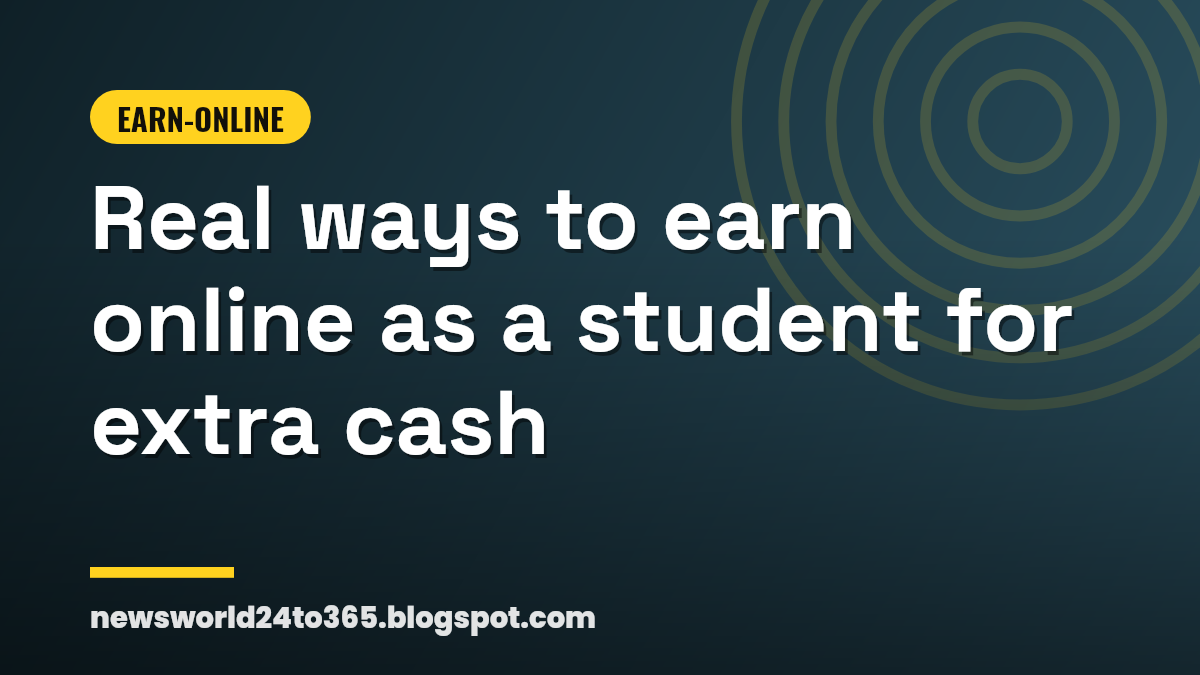 EARN-ONLINE
Real ways to earn
online as a student for
extra cash
newsworld24to365.blogspot.com